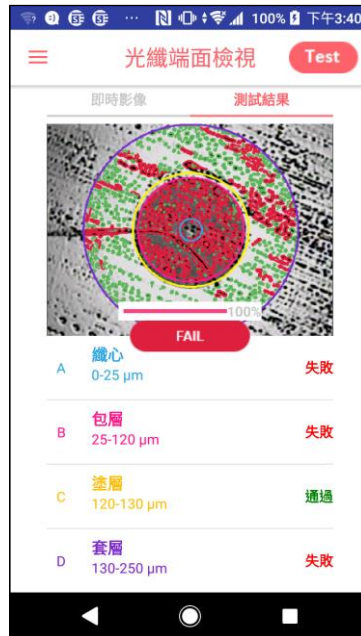 100% 下午3:40
光纖端面檢視
Test
即時影像
測試結果
100%
FAIL
A
纖心
0-25 μm
失敗
B
包層
25-120 μm
失敗
C
塗層
120-130 μm
通過
D
套層
130-250 μm
失敗